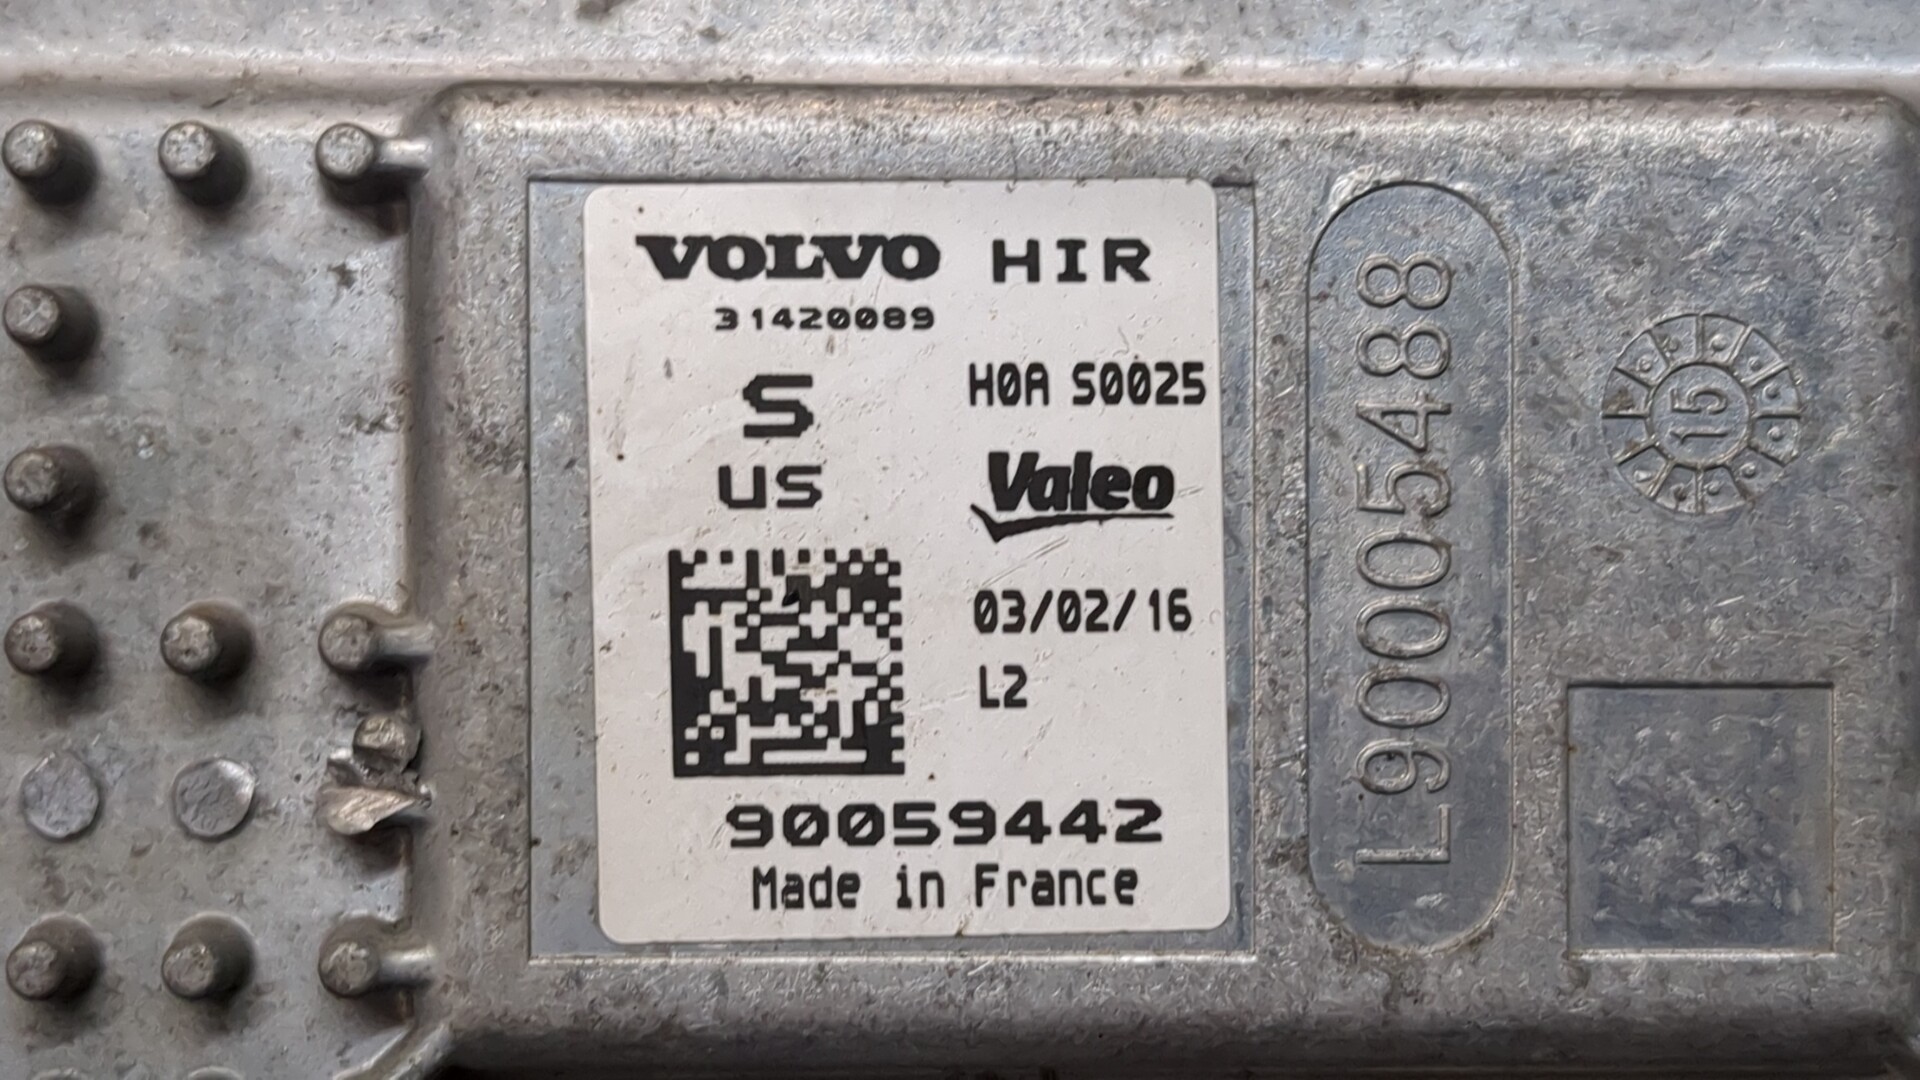 VOLVO HIR
31420089
S
US
H0A S0025
Valeo
03/02/16
L2
90059442
Made in France
L90005488
15